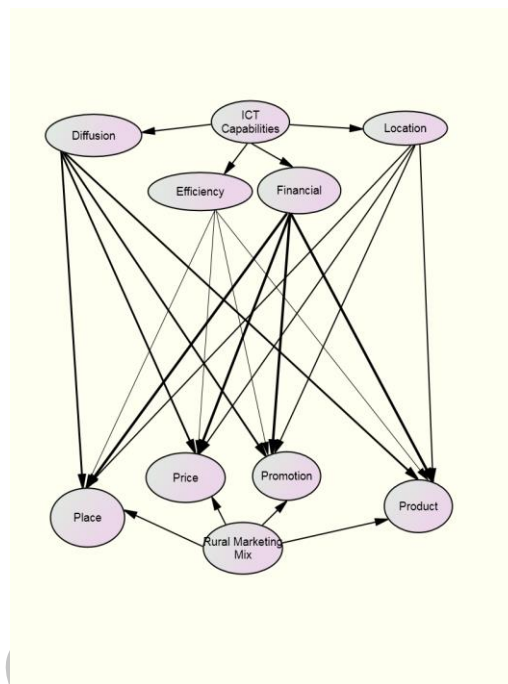 ICT
Capabilities
Diffusion
Location
Efficiency
Financial
Price
Promotion
Place
Product
Rural Marketing
Mix